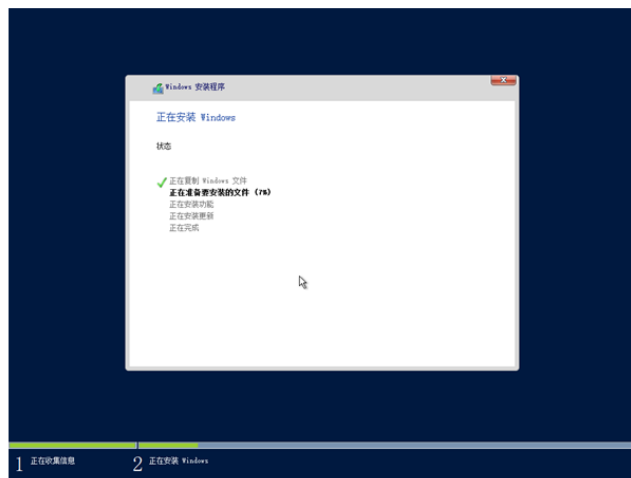 Windows 安装程序
正在安装 Windows
状态
正在复制 Windows 文件
正在准备要安装的文件 (7%)
正在安装功能
正在安装更新
正在完成
1 正在收集信息
2 正在安装 Windows